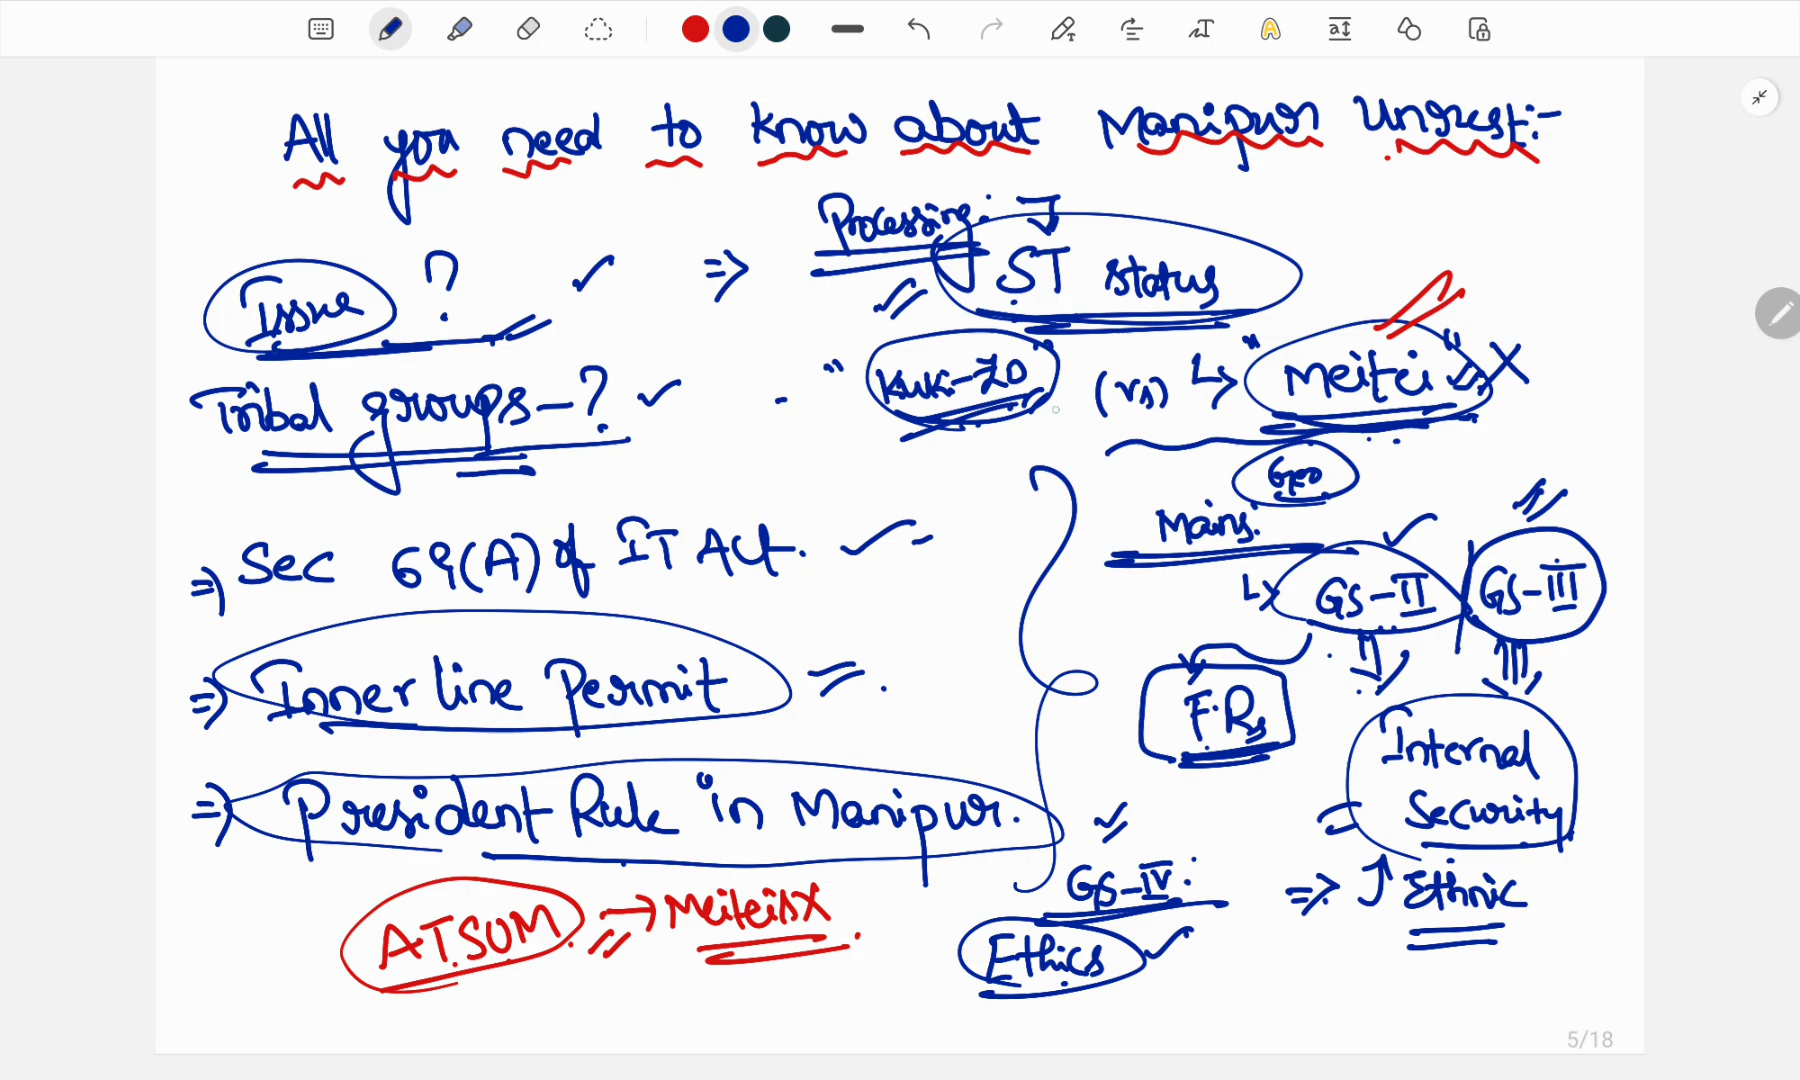 All you need to know about Manipur Unrest:-
Processing:
Issue ? ✓ ⇒ ST status
Tribal groups - ? ✓ - "Kuki-Zo" (vs) ↳ "Meitei" X
Geo
Mains.
⇒ Sec 69(A) of IT Act. ✓
↳ GS-II | GS-III
⇒ Inner line Permit
F.Rs
Internal Security
⇒ President Rule in Manipur.
GS-IV:
⇒ ↑ Ethnic
ATSUM. → Meiteis X
Ethics ✓
5/18